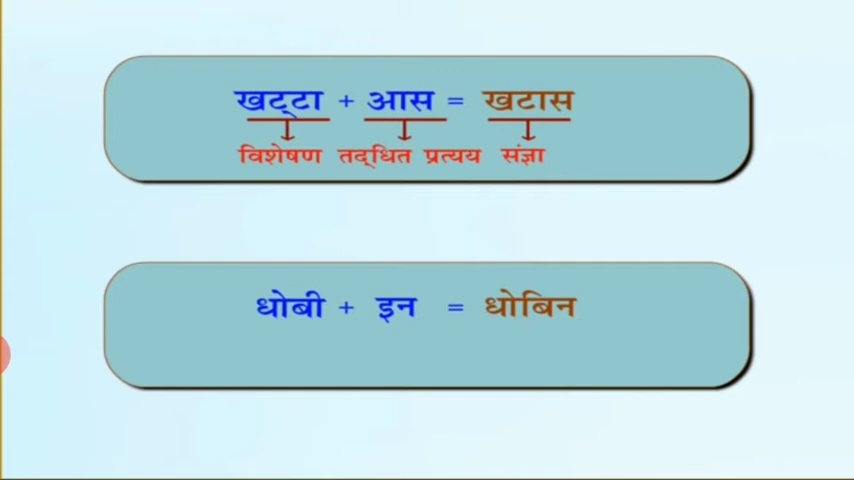 खट्‌टा + आस = खटास
विशेषण तद्‌धित प्रत्यय संज्ञा
धोबी + इन = धोबिन